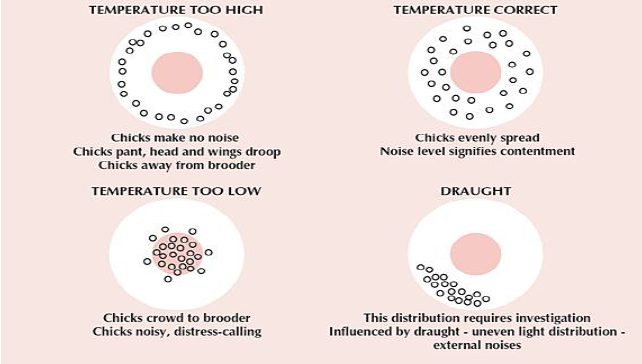 TEMPERATURE TOO HIGH
Chicks make no noise
Chicks pant, head and wings droop
Chicks away from brooder
TEMPERATURE CORRECT
Chicks evenly spread
Noise level signifies contentment
TEMPERATURE TOO LOW
Chicks crowd to brooder
Chicks noisy, distress-calling
DRAUGHT
This distribution requires investigation
Influenced by draught - uneven light distribution -
external noises